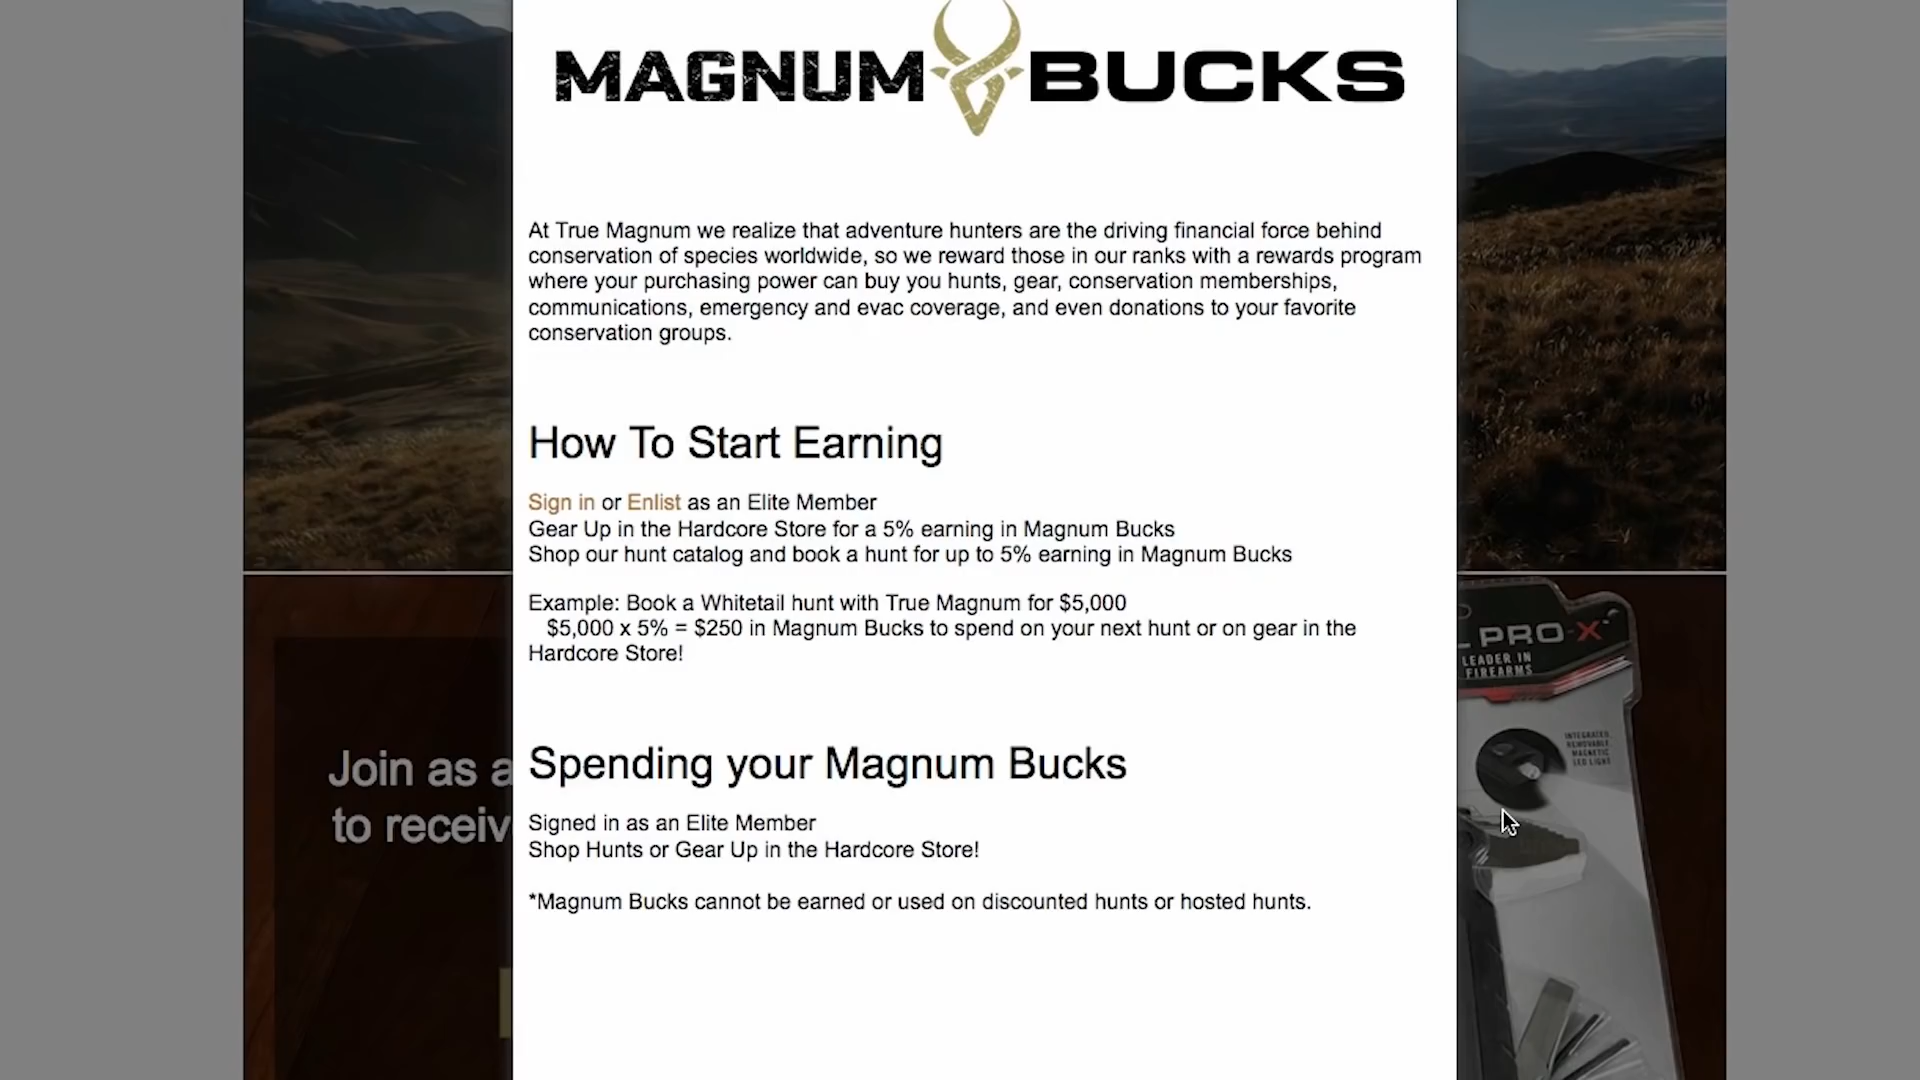 MAGNUM BUCKS
At True Magnum we realize that adventure hunters are the driving financial force behind
conservation of species worldwide, so we reward those in our ranks with a rewards program
where your purchasing power can buy you hunts, gear, conservation memberships,
communications, emergency and evac coverage, and even donations to your favorite
conservation groups.
How To Start Earning
Sign in or Enlist as an Elite Member
Gear Up in the Hardcore Store for a 5% earning in Magnum Bucks
Shop our hunt catalog and book a hunt for up to 5% earning in Magnum Bucks
Example: Book a Whitetail hunt with True Magnum for $5,000
$5,000 x 5% = $250 in Magnum Bucks to spend on your next hunt or on gear in the
Hardcore Store!
Spending your Magnum Bucks
Signed in as an Elite Member
Shop Hunts or Gear Up in the Hardcore Store!
*Magnum Bucks cannot be earned or used on discounted hunts or hosted hunts.
Join as a
to receiv
L PRO-X
LEADER IN
FIREARMS
INTEGRATED,
REMOVABLE,
MAGNETIC
LED LIGHT